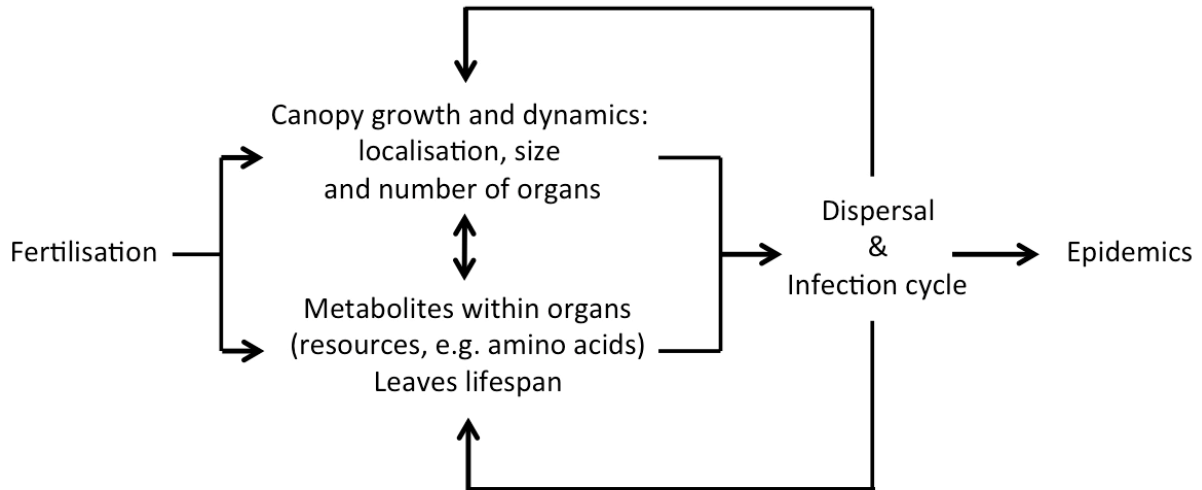 Canopy growth and dynamics:
localisation, size
and number of organs
Fertilisation
Metabolites within organs
(resources, e.g. amino acids)
Leaves lifespan
Dispersal
&
Infection cycle
Epidemics